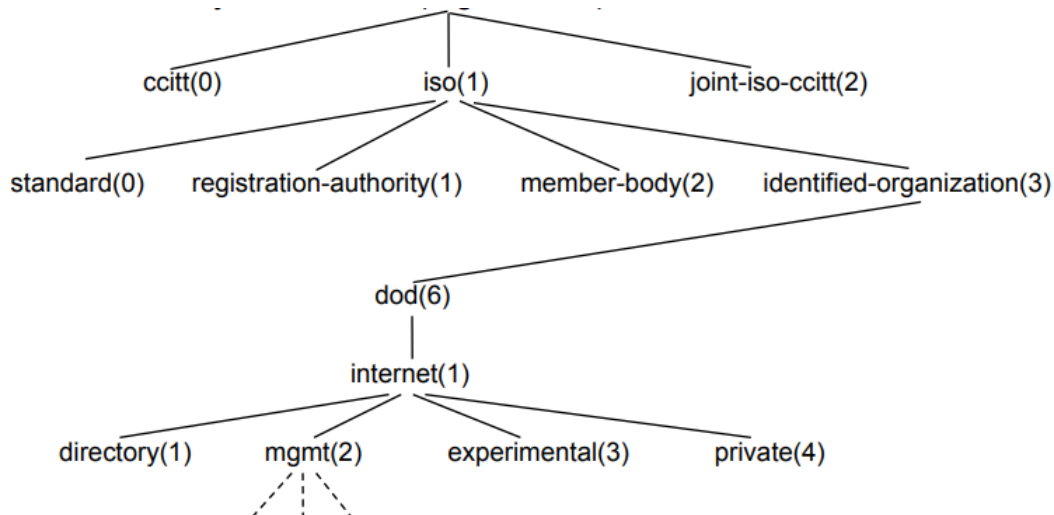 ccitt(0) iso(1) joint-iso-ccitt(2)
standard(0) registration-authority(1) member-body(2) identified-organization(3)
dod(6)
internet(1)
directory(1) mgmt(2) experimental(3) private(4)